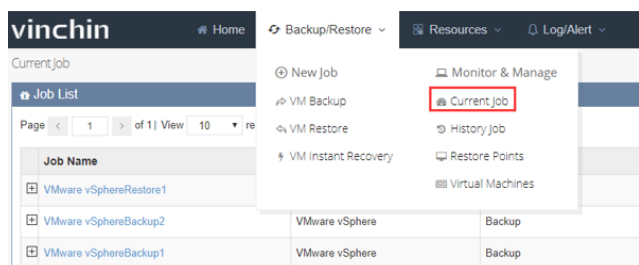 vinchin Home Backup/Restore Resources Log/Alert
Current Job
New Job Monitor & Manage
Job List
VM Backup Current Job
Page 1 of 1| View 10 re
VM Restore History Job
Job Name
VM Instant Recovery Restore Points
VMware vSphereRestore1
Virtual Machines
VMware vSphereBackup2 VMware vSphere Backup
VMware vSphereBackup1 VMware vSphere Backup